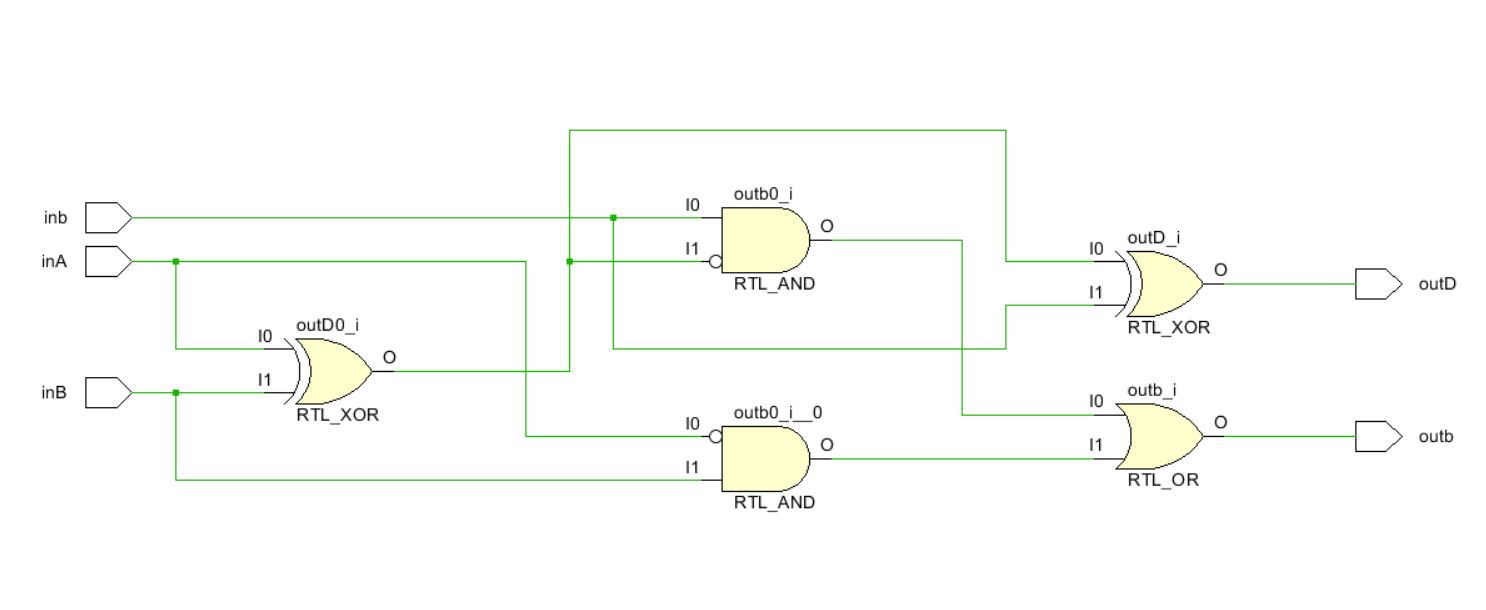 outb0_i
inb
I0
O
I1
inA
RTL_AND
outD_i
I0
O
I1
RTL_XOR
outD
outD0_i
I0
O
I1
inB
RTL_XOR
outb0_i__0
I0
O
I1
RTL_AND
outb_i
I0
O
I1
RTL_OR
outb